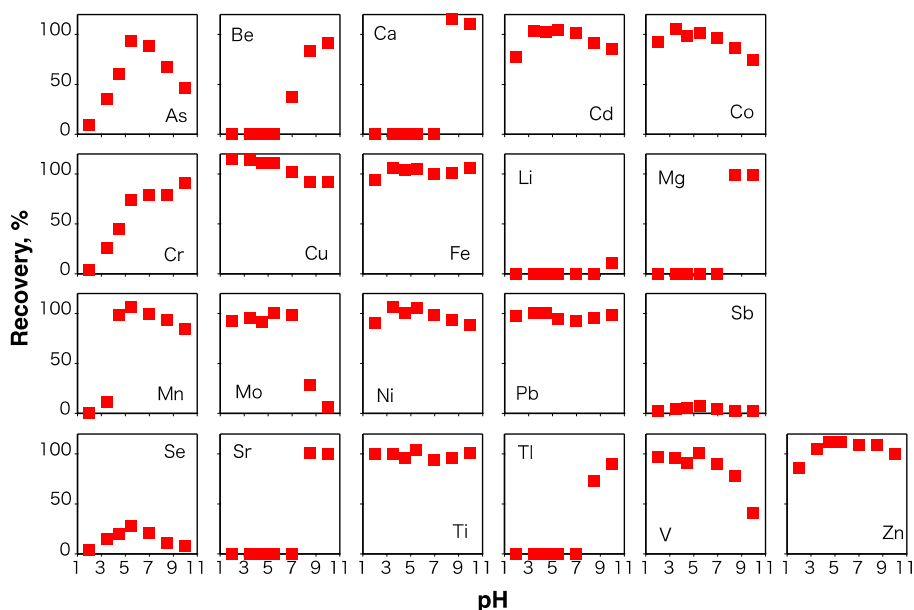 100
50
0
As
Be
Ca
Cd
Co
100
50
0
Cr
Cu
Fe
Li
Mg
100
50
0
Mn
Mo
Ni
Pb
Sb
100
50
0
Se
Sr
Ti
Tl
V
Zn
1 3 5 7 9 11
1 3 5 7 9 11
1 3 5 7 9 11
1 3 5 7 9 11
1 3 5 7 9 11
1 3 5 7 9 11
Recovery, %
pH